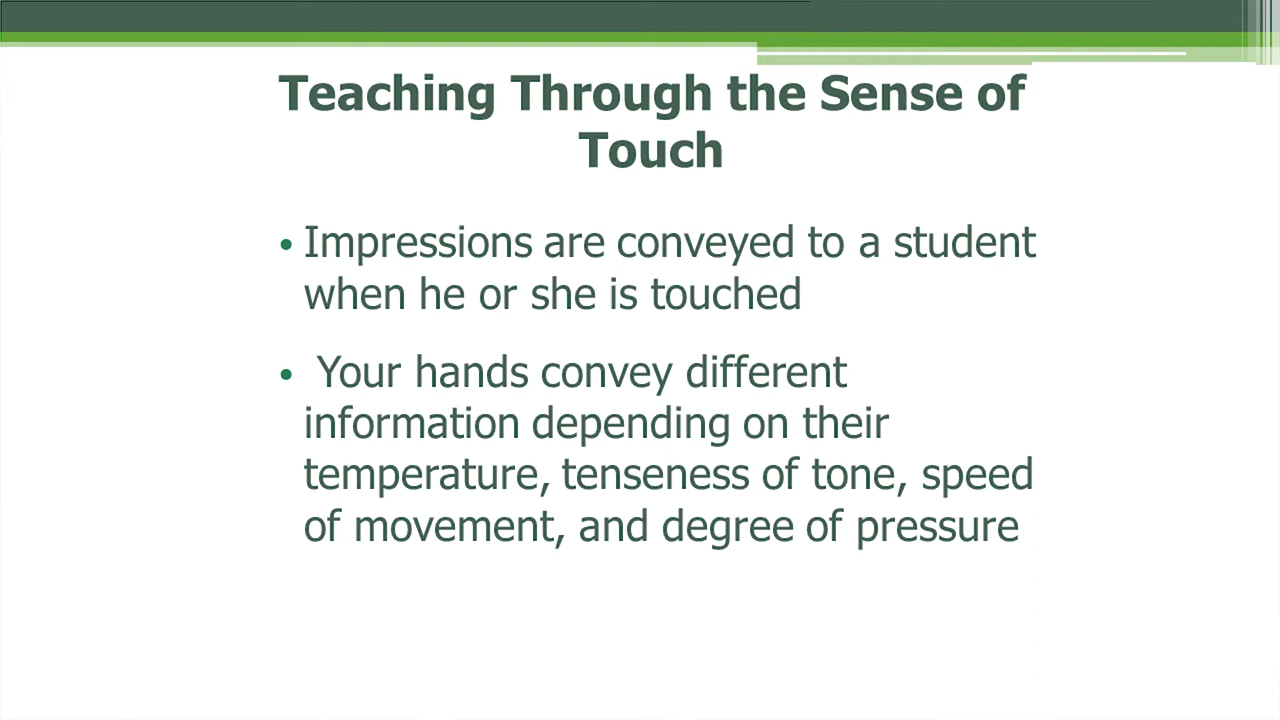 Teaching Through the Sense of
Touch
• Impressions are conveyed to a student
when he or she is touched
• Your hands convey different
information depending on their
temperature, tenseness of tone, speed
of movement, and degree of pressure